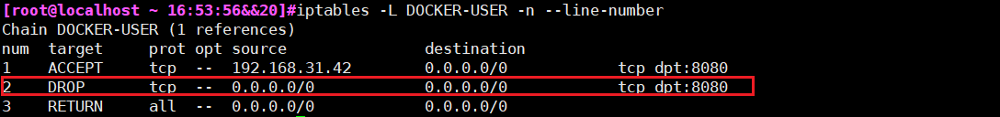 [root@localhost ~ 16:53:56&&20]#iptables -L DOCKER-USER -n --line-number
Chain DOCKER-USER (1 references)
num target prot opt source destination
1 ACCEPT tcp -- 192.168.31.42 0.0.0.0/0 tcp dpt:8080
2 DROP tcp -- 0.0.0.0/0 0.0.0.0/0 tcp dpt:8080
3 RETURN all -- 0.0.0.0/0 0.0.0.0/0